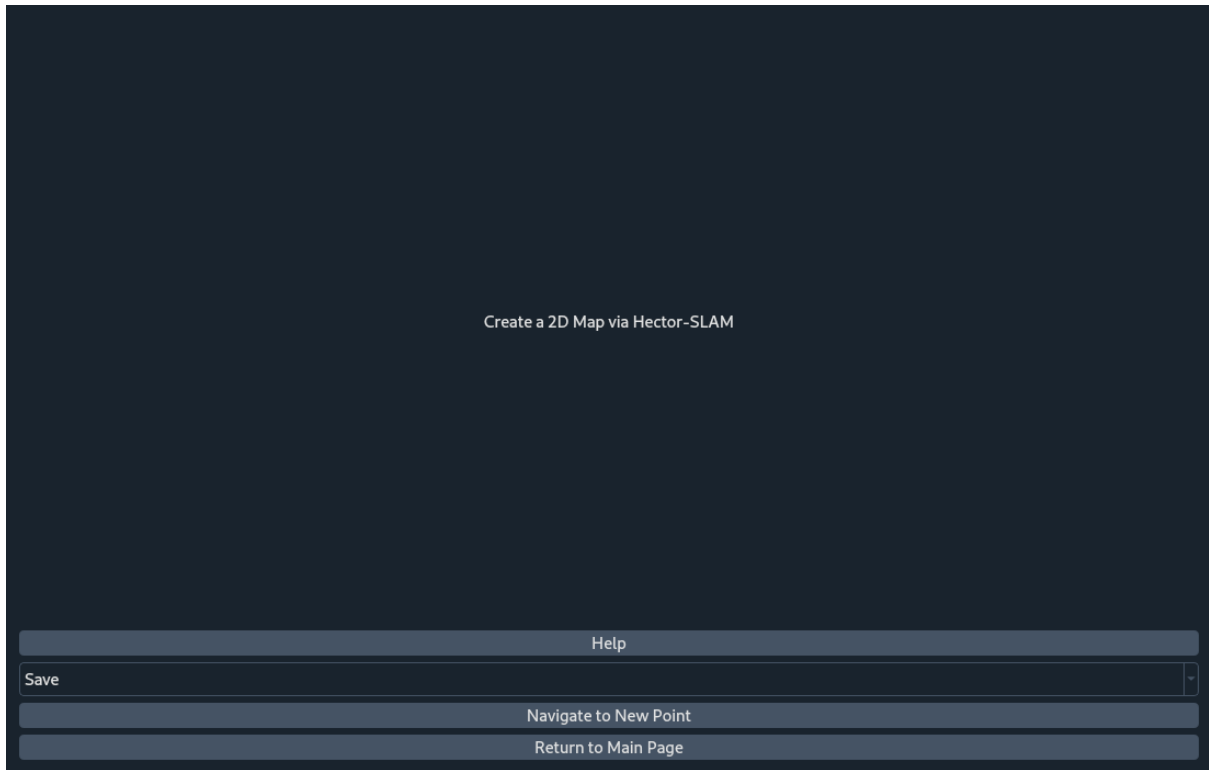 Create a 2D Map via Hector-SLAM
Help
Save
Navigate to New Point
Return to Main Page